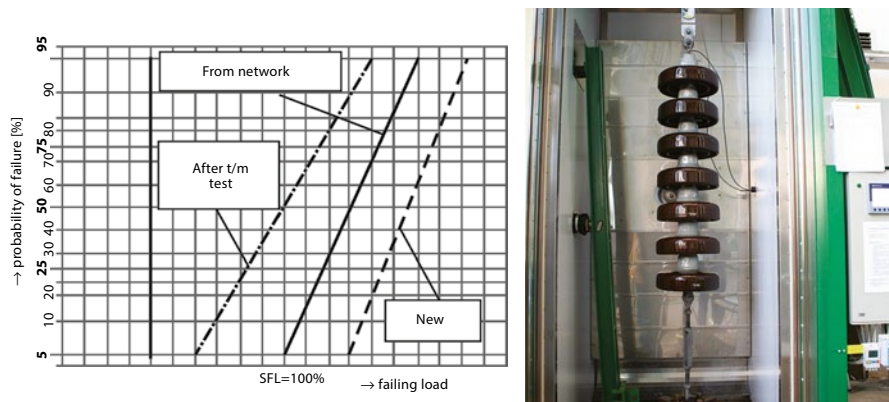 → probability of failure [%]
95
90
80
75
70
60
50
40
30
25
20
10
5
From network
After t/m
test
New
SFL=100%
→ failing load